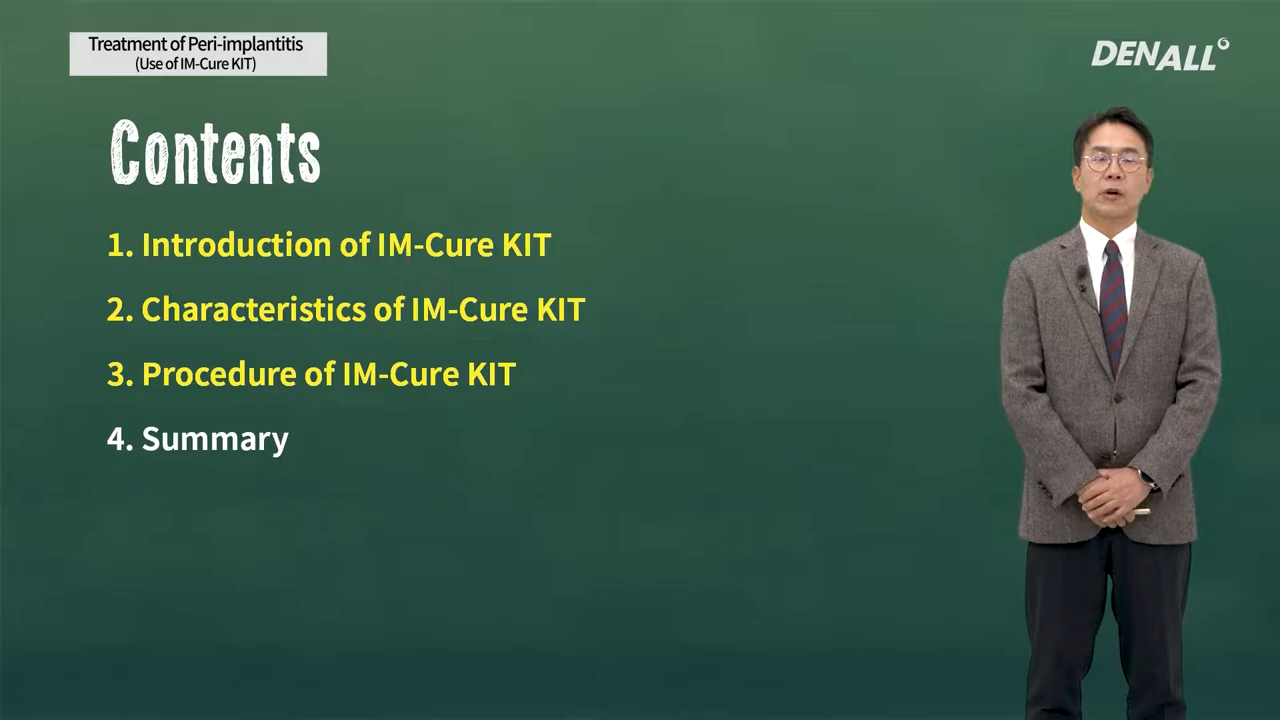 Treatment of Peri-implantitis
(Use of IM-Cure KIT)
DENALL
Contents
1. Introduction of IM-Cure KIT
2. Characteristics of IM-Cure KIT
3. Procedure of IM-Cure KIT
4. Summary